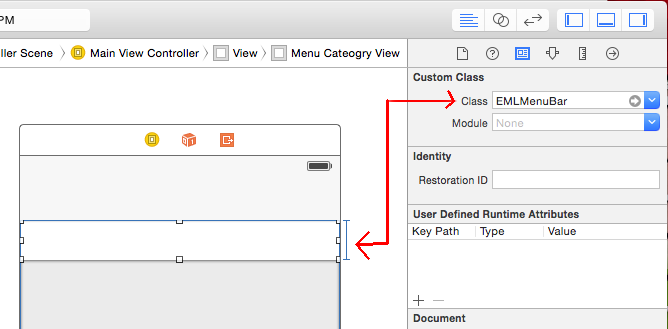 PM
ller Scene
Main View Controller
View
Menu Cateogry View
Custom Class
Class EMLMenuBar
Module None
Identity
Restoration ID
User Defined Runtime Attributes
Key Path Type Value
Document